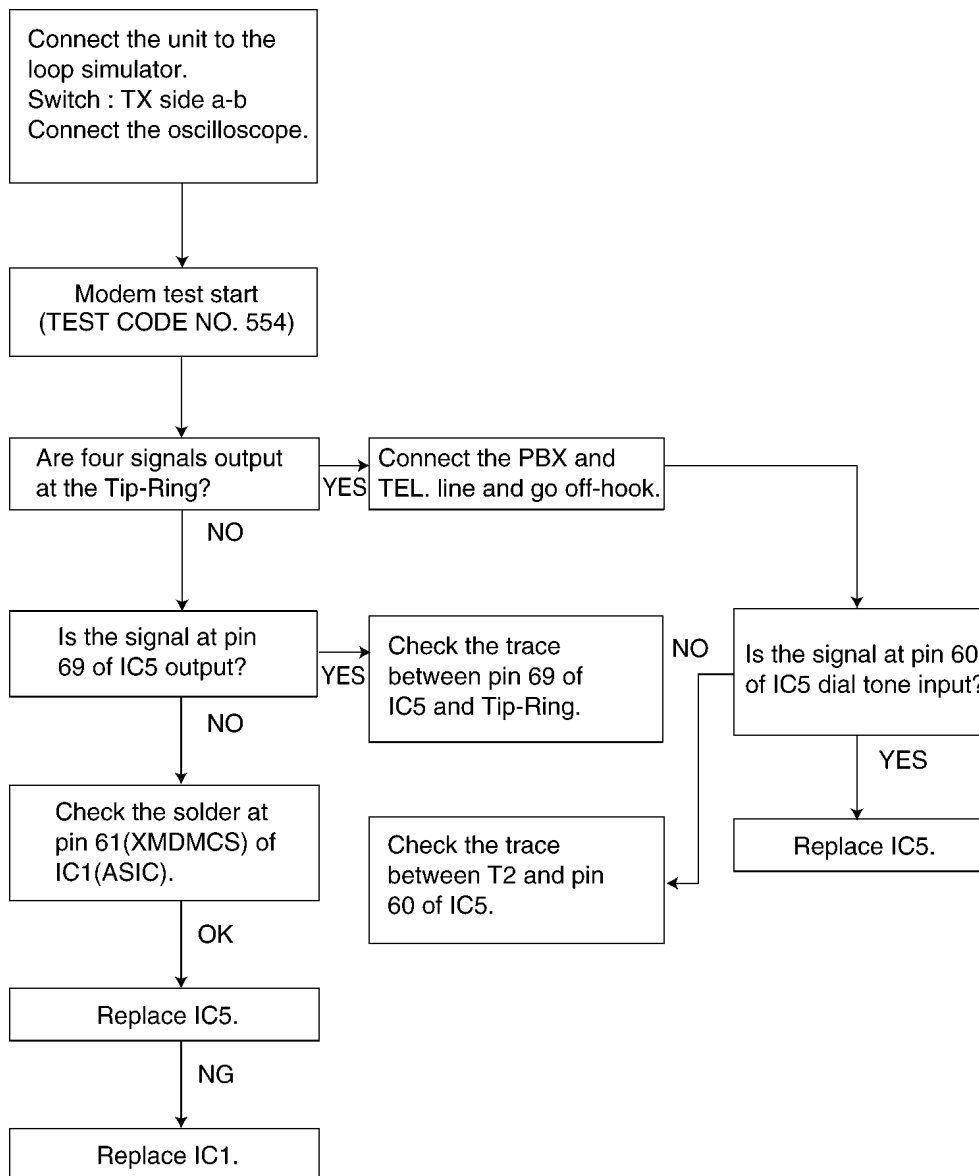 Connect the unit to the
loop simulator.
Switch : TX side a-b
Connect the oscilloscope.
Modem test start
(TEST CODE NO. 554)
Are four signals output
at the Tip-Ring?
YES
Connect the PBX and
TEL. line and go off-hook.
NO
Is the signal at pin
69 of IC5 output?
YES
Check the trace
between pin 69 of
IC5 and Tip-Ring.
NO
Is the signal at pin 60
of IC5 dial tone input?
NO
YES
Check the solder at
pin 61(XMDMCS) of
IC1(ASIC).
Check the trace
between T2 and pin
60 of IC5.
Replace IC5.
OK
Replace IC5.
NG
Replace IC1.